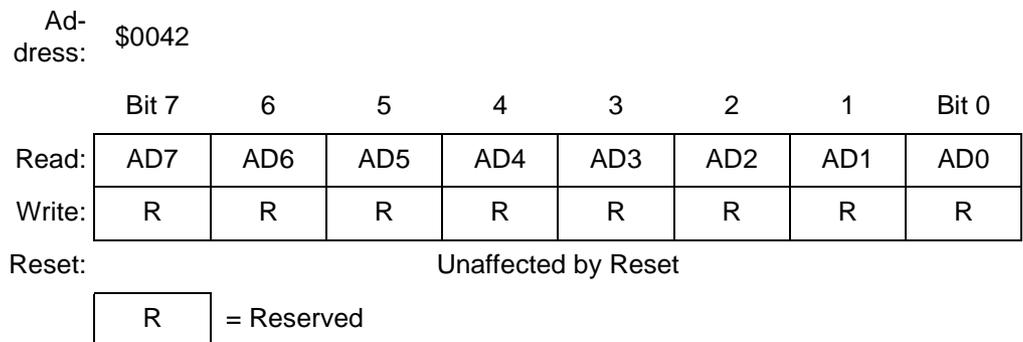 Ad-
dress: $0042
Bit 7 6 5 4 3 2 1 Bit 0
Read: AD7 AD6 AD5 AD4 AD3 AD2 AD1 AD0
Write: R R R R R R R R
Reset: Unaffected by Reset
R = Reserved